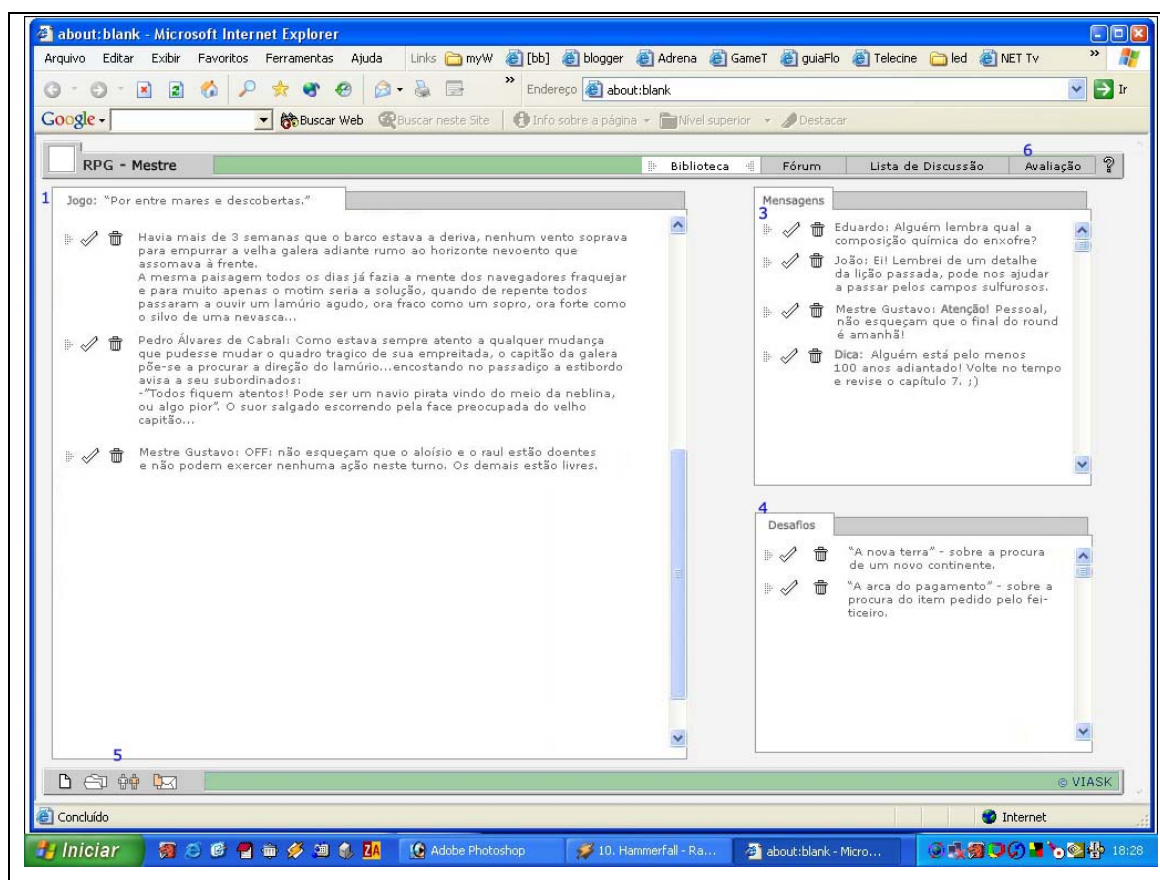 about:blank - Microsoft Internet Explorer
Arquivo Editar Exibir Favoritos Ferramentas Ajuda Links myW [bb] blogger Adrena GameT guiaFlo Telecine led NET Tv »
» Endereço about:blank Ir
Google Buscar Web Buscar neste Site Info sobre a página Nível superior Destacar
6
RPG - Mestre Biblioteca Fórum Lista de Discussão Avaliação ?
1 Jogo: "Por entre mares e descobertas."
Havia mais de 3 semanas que o barco estava a deriva, nenhum vento soprava
para empurrar a velha galera adiante rumo ao horizonte nevoento que
assomava à frente.
A mesma paisagem todos os dias já fazia a mente dos navegadores fraquejar
e para muito apenas o motim seria a solução, quando de repente todos
passaram a ouvir um lamúrio agudo, ora fraco como um sopro, ora forte como
o silvo de uma nevasca...
Pedro Álvares de Cabral: Como estava sempre atento a qualquer mudança
que pudesse mudar o quadro tragico de sua empreitada, o capitão da galera
põe-se a procurar a direção do lamúrio...encostando no passadiço a estibordo
avisa a seu subordinados:
-"Todos fiquem atentos! Pode ser um navio pirata vindo do meio da neblina,
ou algo pior". O suor salgado escorrendo pela face preocupada do velho
capitão...
Mestre Gustavo: OFF: não esqueçam que o aloísio e o raul estão doentes
e não podem exercer nenhuma ação neste turno. Os demais estão livres.
Mensagens
3
Eduardo: Alguém lembra qual a
composição química do enxofre?
João: Ei! Lembrei de um detalhe
da lição passada, pode nos ajudar
a passar pelos campos sulfurosos.
Mestre Gustavo: Atenção! Pessoal,
não esqueçam que o final do round
é amanhã!
Dica: Alguém está pelo menos
100 anos adiantado! Volte no tempo
e revise o capítulo 7. ;)
4
Desafios
"A nova terra" - sobre a procura
de um novo continente.
"A arca do pagamento" - sobre a
procura do item pedido pelo fei-
ticeiro.
5
© VIASK
Concluído Internet
Iniciar ZA Adobe Photoshop 10. Hammerfall - Ra... about:blank - Micro... 18:28